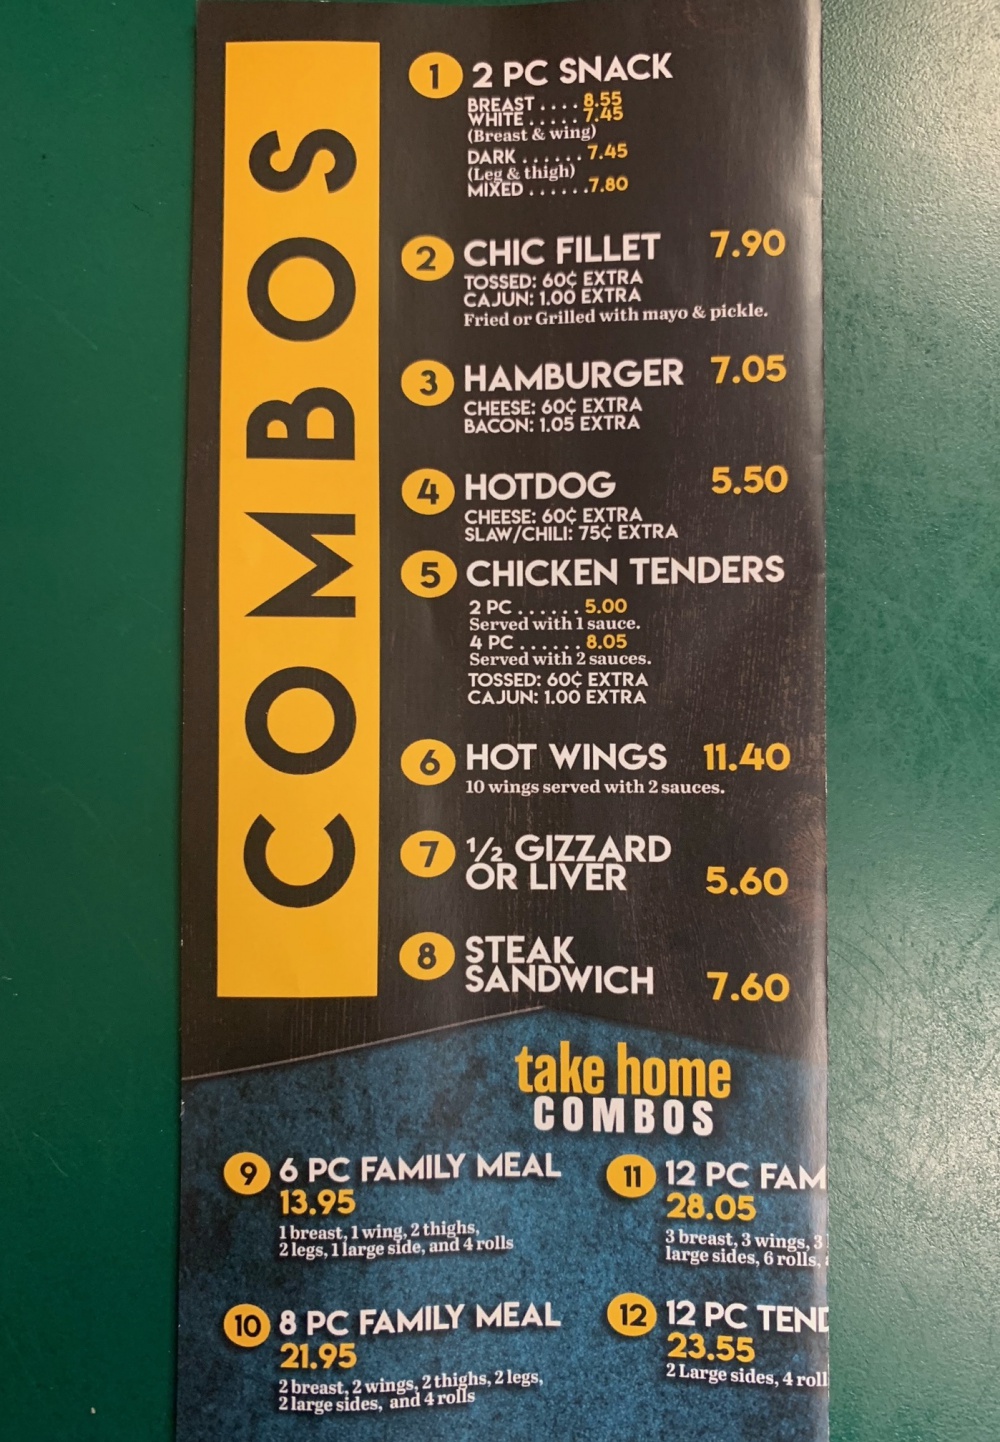 COMBOS
1 2 PC SNACK
BREAST .... 8.55
WHITE ..... 7.45
(Breast & wing)
DARK ...... 7.45
(Leg & thigh)
MIXED ...... 7.80
2 CHIC FILLET 7.90
TOSSED: 60¢ EXTRA
CAJUN: 1.00 EXTRA
Fried or Grilled with mayo & pickle.
3 HAMBURGER 7.05
CHEESE: 60¢ EXTRA
BACON: 1.05 EXTRA
4 HOTDOG 5.50
CHEESE: 60¢ EXTRA
SLAW/CHILI: 75¢ EXTRA
5 CHICKEN TENDERS
2 PC ...... 5.00
Served with 1 sauce.
4 PC ...... 8.05
Served with 2 sauces.
TOSSED: 60¢ EXTRA
CAJUN: 1.00 EXTRA
6 HOT WINGS 11.40
10 wings served with 2 sauces.
7 ½ GIZZARD
OR LIVER 5.60
8 STEAK
SANDWICH 7.60
take home
COMBOS
9 6 PC FAMILY MEAL
13.95
1 breast, 1 wing, 2 thighs,
2 legs, 1 large side, and 4 rolls
10 8 PC FAMILY MEAL
21.95
2 breast, 2 wings, 2 thighs, 2 legs,
2 large sides, and 4 rolls
11 12 PC FAM
28.05
3 breast, 3 wings, 3
large sides, 6 rolls,
12 12 PC TEND
23.55
2 Large sides, 4 roll